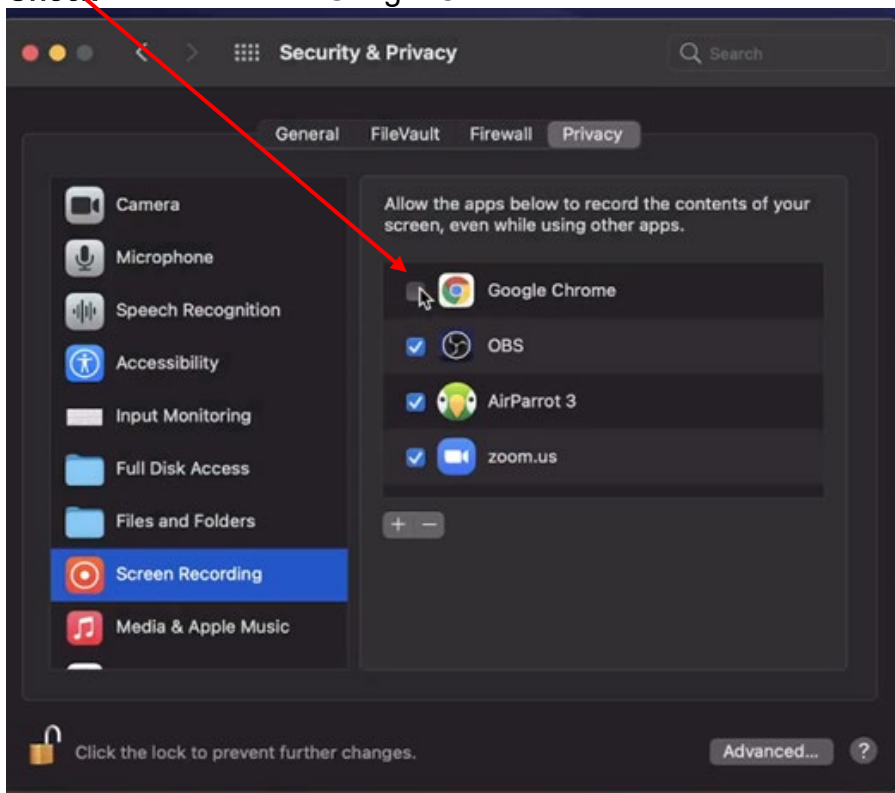 Security & Privacy
Search
General FileVault Firewall Privacy
Camera
Microphone
Speech Recognition
Accessibility
Input Monitoring
Full Disk Access
Files and Folders
Screen Recording
Media & Apple Music
Allow the apps below to record the contents of your
screen, even while using other apps.
Google Chrome
OBS
AirParrot 3
zoom.us
+ −
Click the lock to prevent further changes.
Advanced... ?